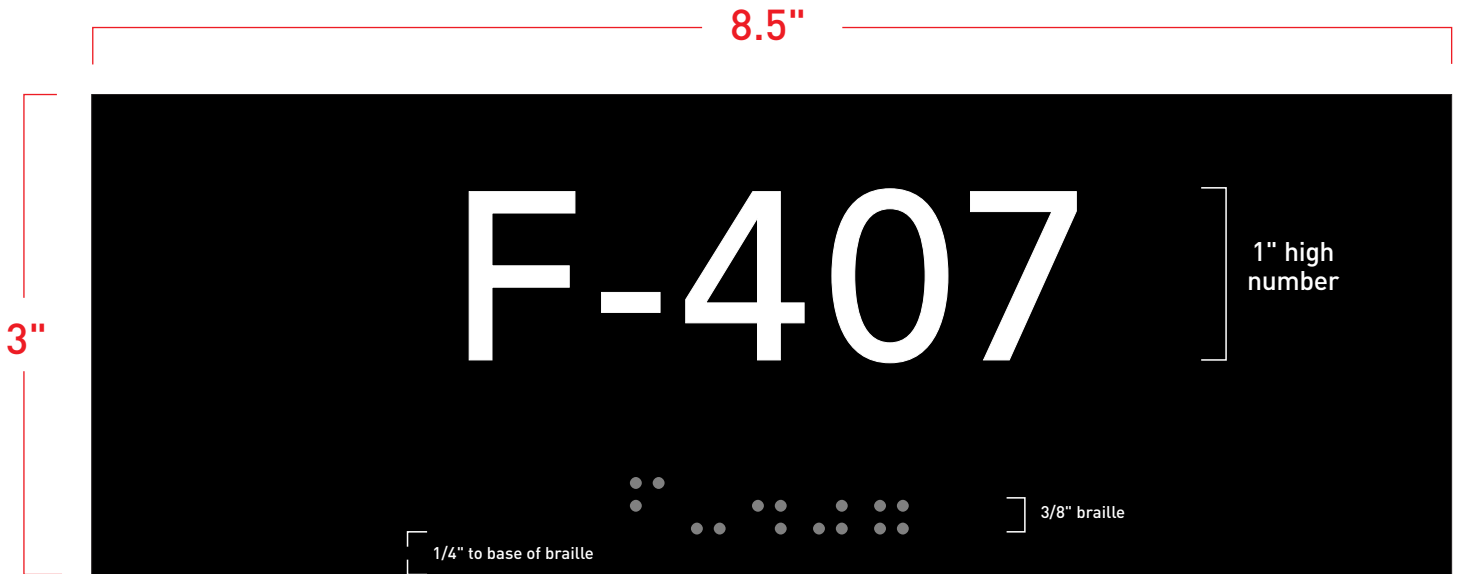 8.5"
3"
F-407
1" high
number
⠋⠤⠲⠴⠶
3/8" braille
1/4" to base of braille